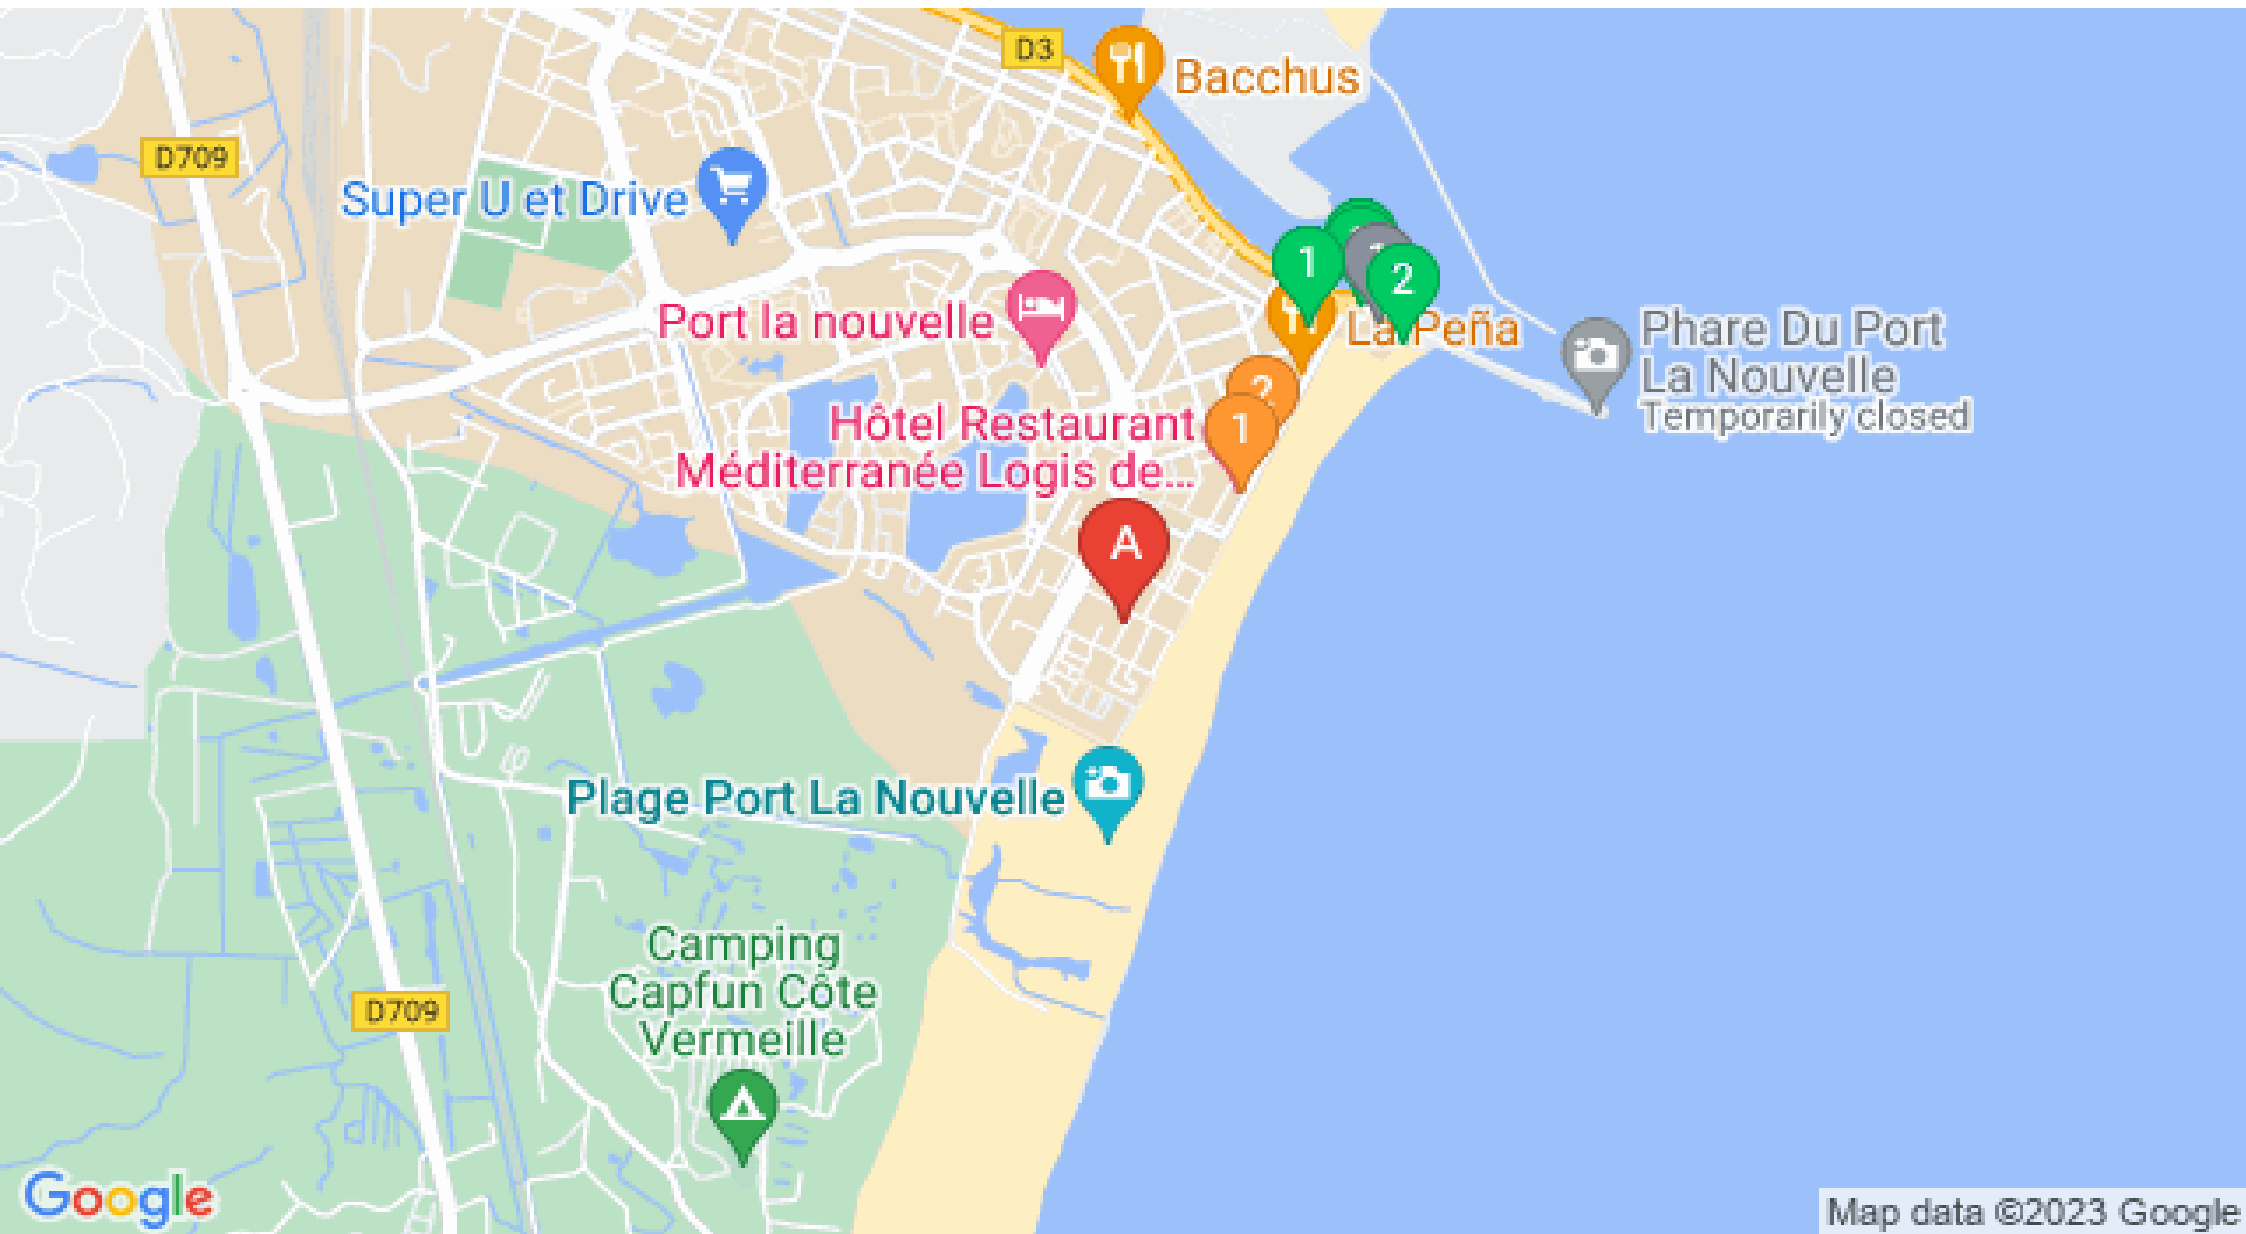 D3
Bacchus
D709
Super U et Drive
1
2
Port la nouvelle
La Peña
Phare Du Port
La Nouvelle
Temporarily closed
2
1
Hôtel Restaurant
Méditerranée Logis de...
A
Plage Port La Nouvelle
Camping
Capfun Côte
Vermeille
D709
Google
Map data ©2023 Google